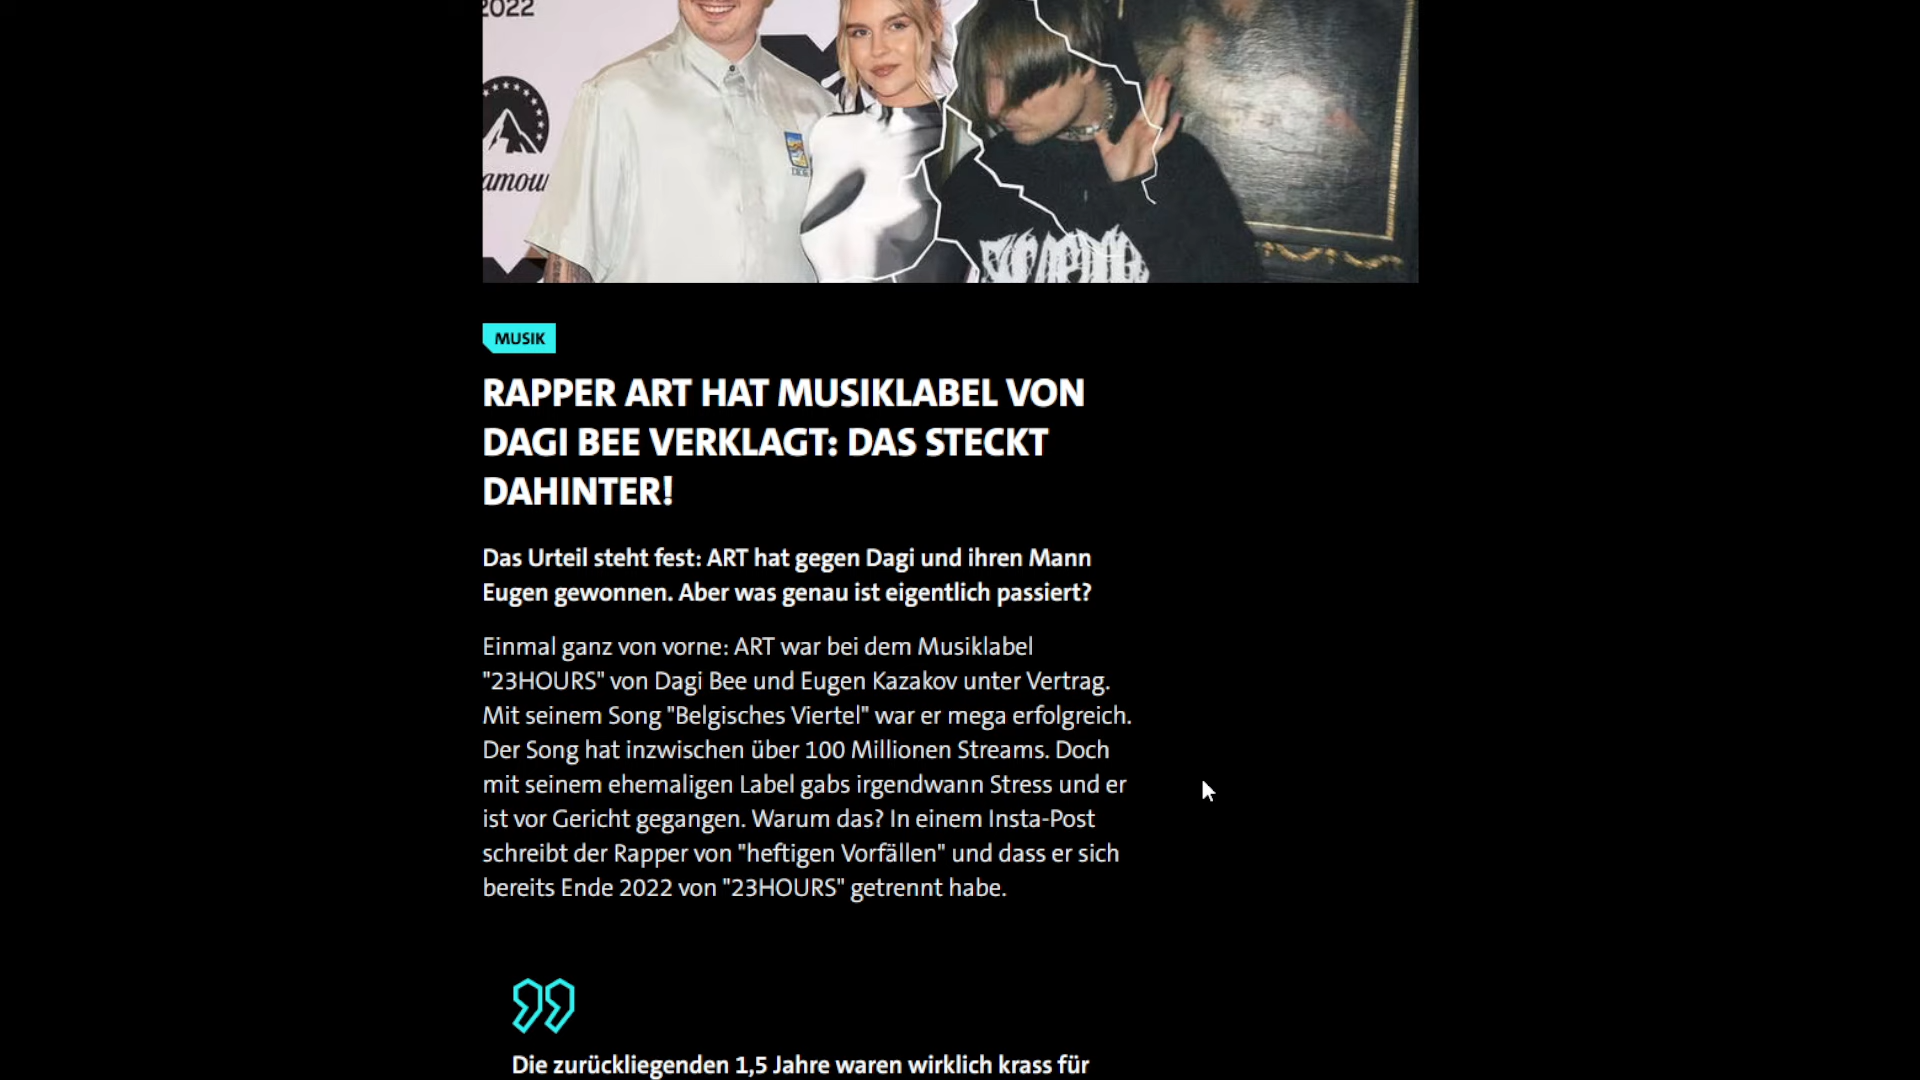 2022
amou
MUSIK
RAPPER ART HAT MUSIKLABEL VON
DAGI BEE VERKLAGT: DAS STECKT
DAHINTER!
Das Urteil steht fest: ART hat gegen Dagi und ihren Mann
Eugen gewonnen. Aber was genau ist eigentlich passiert?
Einmal ganz von vorne: ART war bei dem Musiklabel
"23HOURS" von Dagi Bee und Eugen Kazakov unter Vertrag.
Mit seinem Song "Belgisches Viertel" war er mega erfolgreich.
Der Song hat inzwischen über 100 Millionen Streams. Doch
mit seinem ehemaligen Label gabs irgendwann Stress und er
ist vor Gericht gegangen. Warum das? In einem Insta-Post
schreibt der Rapper von "heftigen Vorfällen" und dass er sich
bereits Ende 2022 von "23HOURS" getrennt habe.
Die zurückliegenden 1,5 Jahre waren wirklich krass für